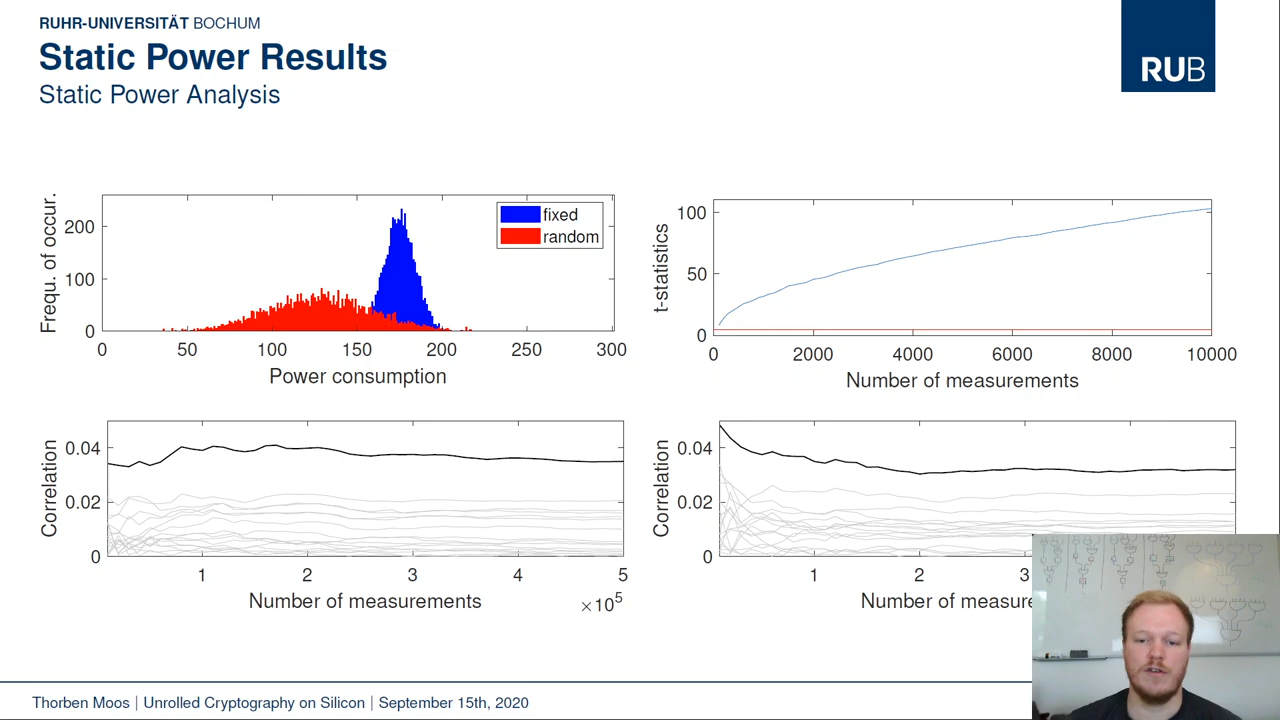 RUHR-UNIVERSITÄT BOCHUM
Static Power Results
Static Power Analysis
RUB
Frequ. of occur.
200
100
0
fixed
random
0 50 100 150 200 250 300
Power consumption
t-statistics
100
50
0
0 2000 4000 6000 8000 10000
Number of measurements
Correlation
0.04
0.02
0
1 2 3 4 5
Number of measurements
×10⁵
Correlation
0.04
0.02
0
1 2 3
Number of measure
Thorben Moos | Unrolled Cryptography on Silicon | September 15th, 2020